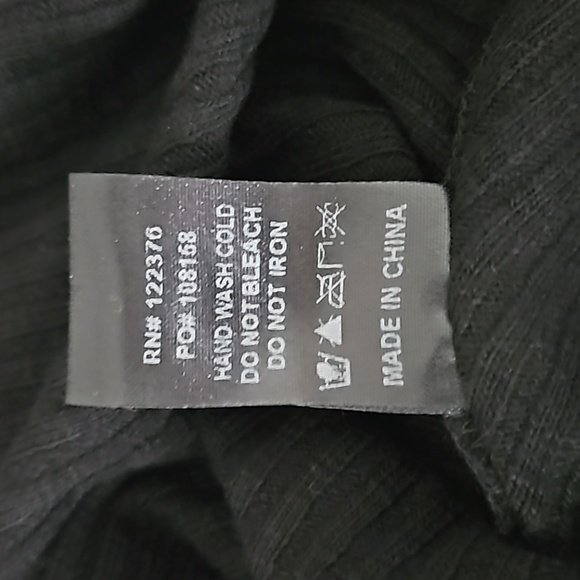 RN# 122376
PO# 108168
HAND WASH COLD
DO NOT BLEACH
DO NOT IRON
MADE IN CHINA